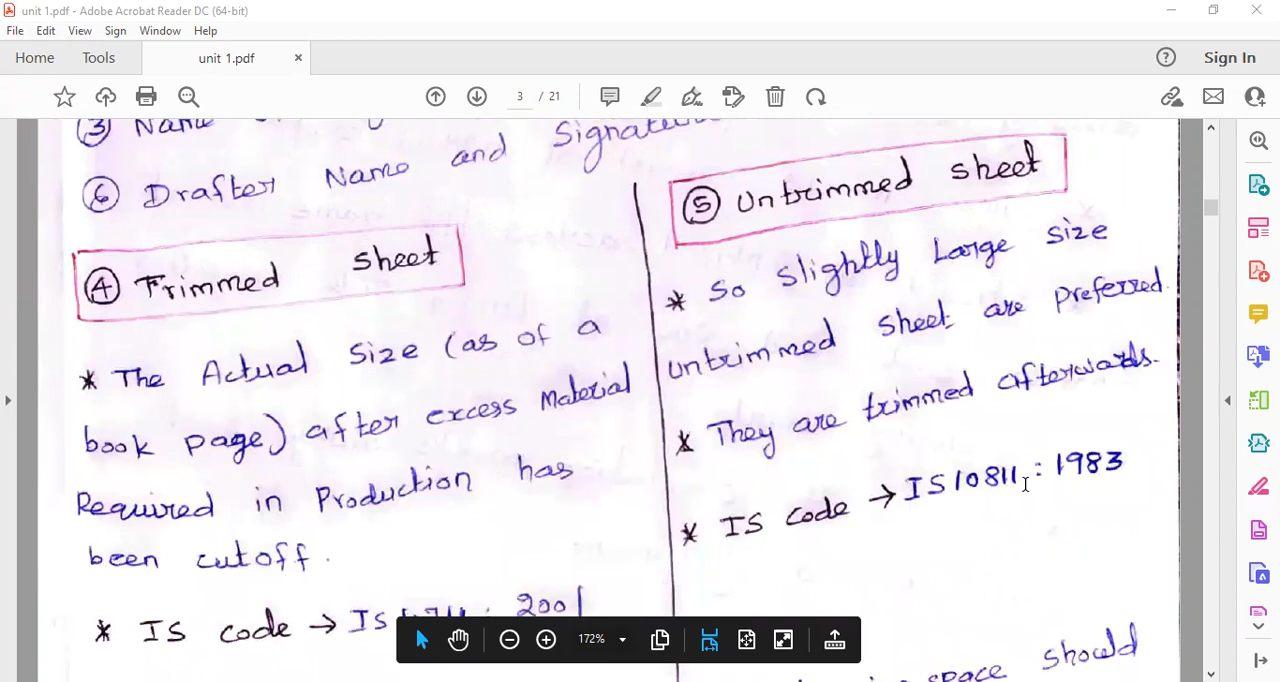 unit 1.pdf - Adobe Acrobat Reader DC (64-bit)
File Edit View Sign Window Help
Home Tools unit 1.pdf ×
Sign In
3 / 21
(3) Name
⑥ Drafter Name and
④ Trimmed sheet
* The Actual size (as of a
book page) after excess Material
Required in Production has
been cutoff.
* IS code → IS 2001
⑤ Untrimmed sheet
* So slightly Large size
untrimmed sheet are preferred.
* They are trimmed afterwards.
* IS code → IS 10811 : 1983
space should
172%